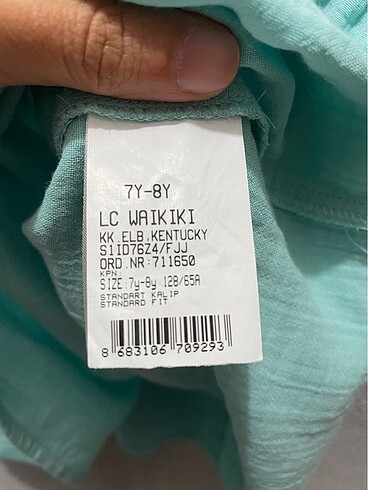 7Y-8Y
LC WAIKIKI
KK.ELB.KENTUCKY
S1ID76Z4/FJJ
ORD.NR:711650
KPN
SIZE:7y-8y 128/65A
STANDART KALIP
STANDARD FIT
8 683106 709293